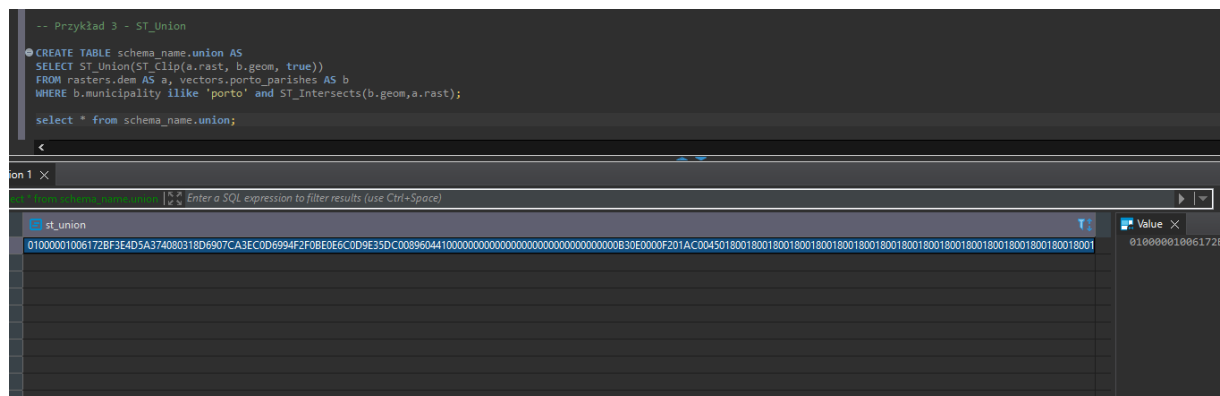 -- Przykład 3 - ST_Union
CREATE TABLE schema_name.union AS
SELECT ST_Union(ST_Clip(a.rast, b.geom, true))
FROM rasters.dem AS a, vectors.porto_parishes AS b
WHERE b.municipality ilike 'porto' and ST_Intersects(b.geom,a.rast);
select * from schema_name.union;
ion 1
ect * from schema_name.union Enter a SQL expression to filter results (use Ctrl+Space)
st_union Value